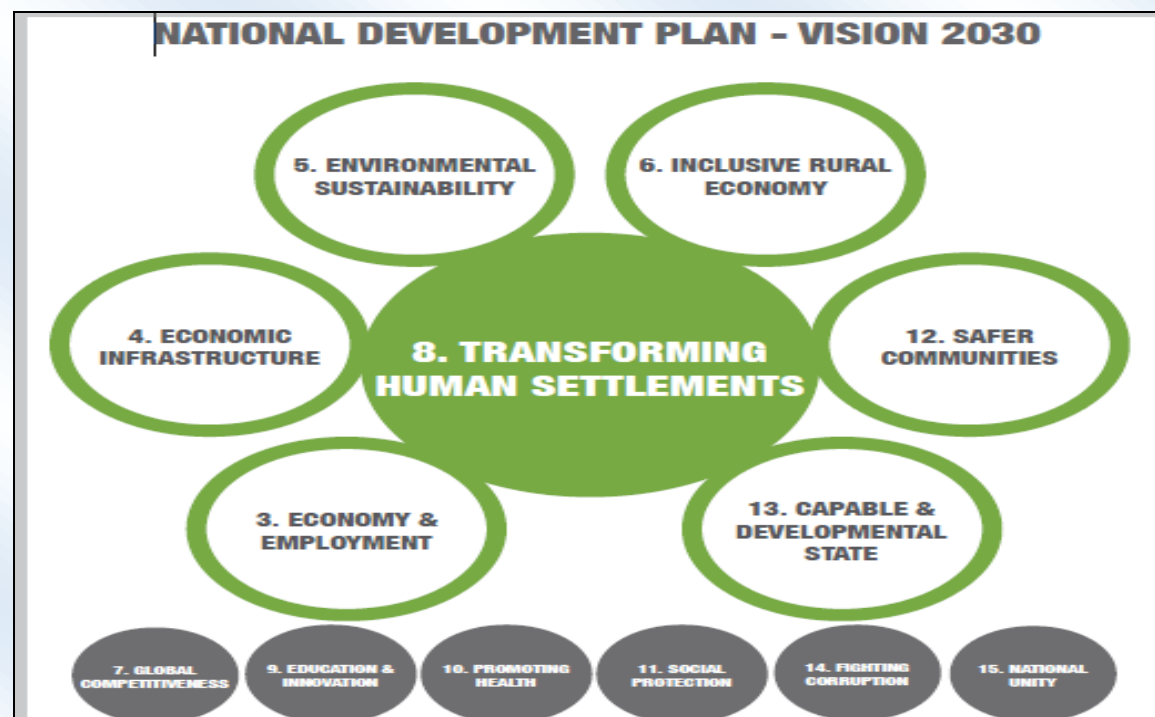 NATIONAL DEVELOPMENT PLAN - VISION 2030
5. ENVIRONMENTAL
SUSTAINABILITY
6. INCLUSIVE RURAL
ECONOMY
4. ECONOMIC
INFRASTRUCTURE
8. TRANSFORMING
HUMAN SETTLEMENTS
12. SAFER
COMMUNITIES
3. ECONOMY &
EMPLOYMENT
13. CAPABLE &
DEVELOPMENTAL
STATE
7. GLOBAL
COMPETITIVENESS
9. EDUCATION &
INNOVATION
10. PROMOTING
HEALTH
11. SOCIAL
PROTECTION
14. FIGHTING
CORRUPTION
15. NATIONAL
UNITY